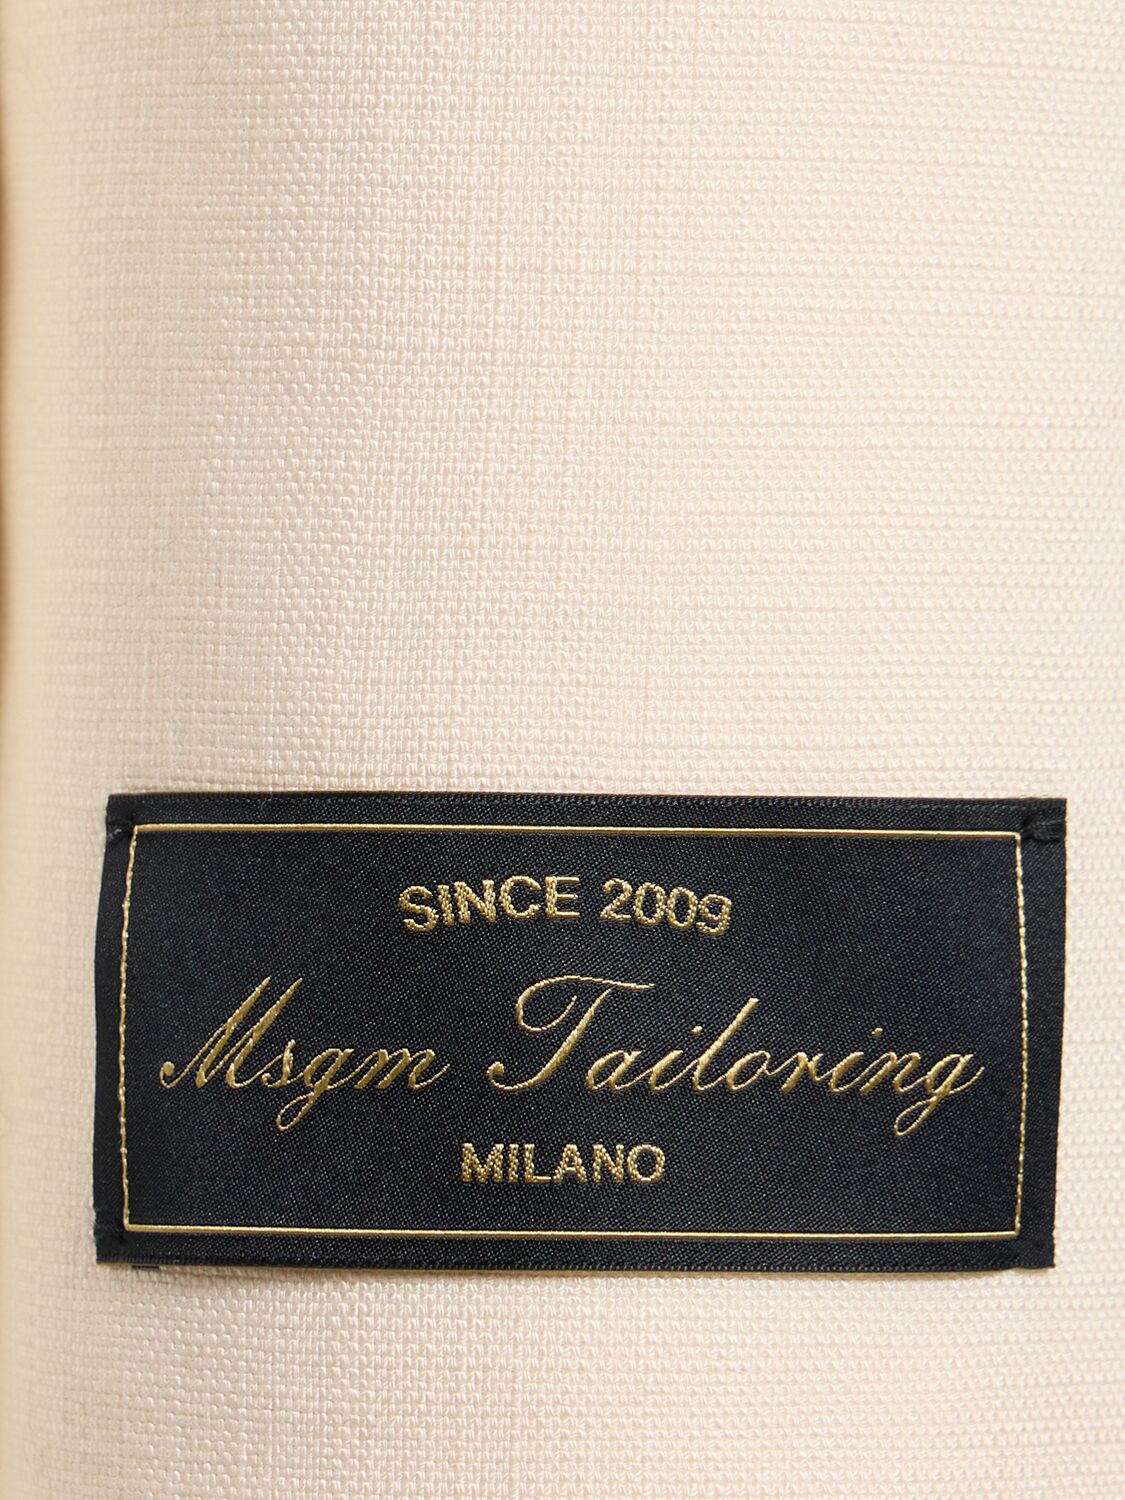 SINCE 2009
Msgm Tailoring
MILANO